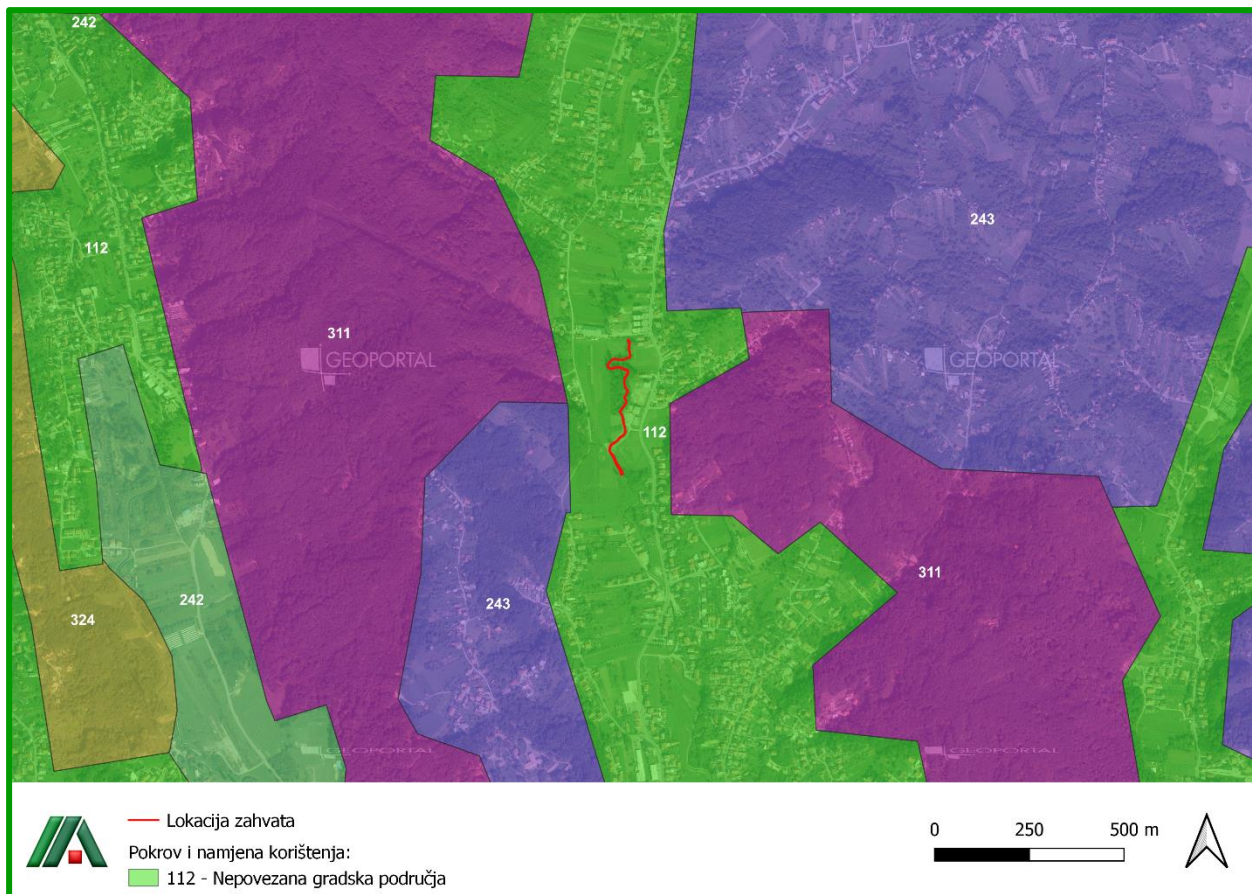 242
112
243
311
GEOPORTAL
GEOPORTAL
112
311
242
243
324
GEOPORTAL
GEOPORTAL
Lokacija zahvata
Pokrov i namjena korištenja:
112 - Nepovezana gradska područja
0 250 500 m